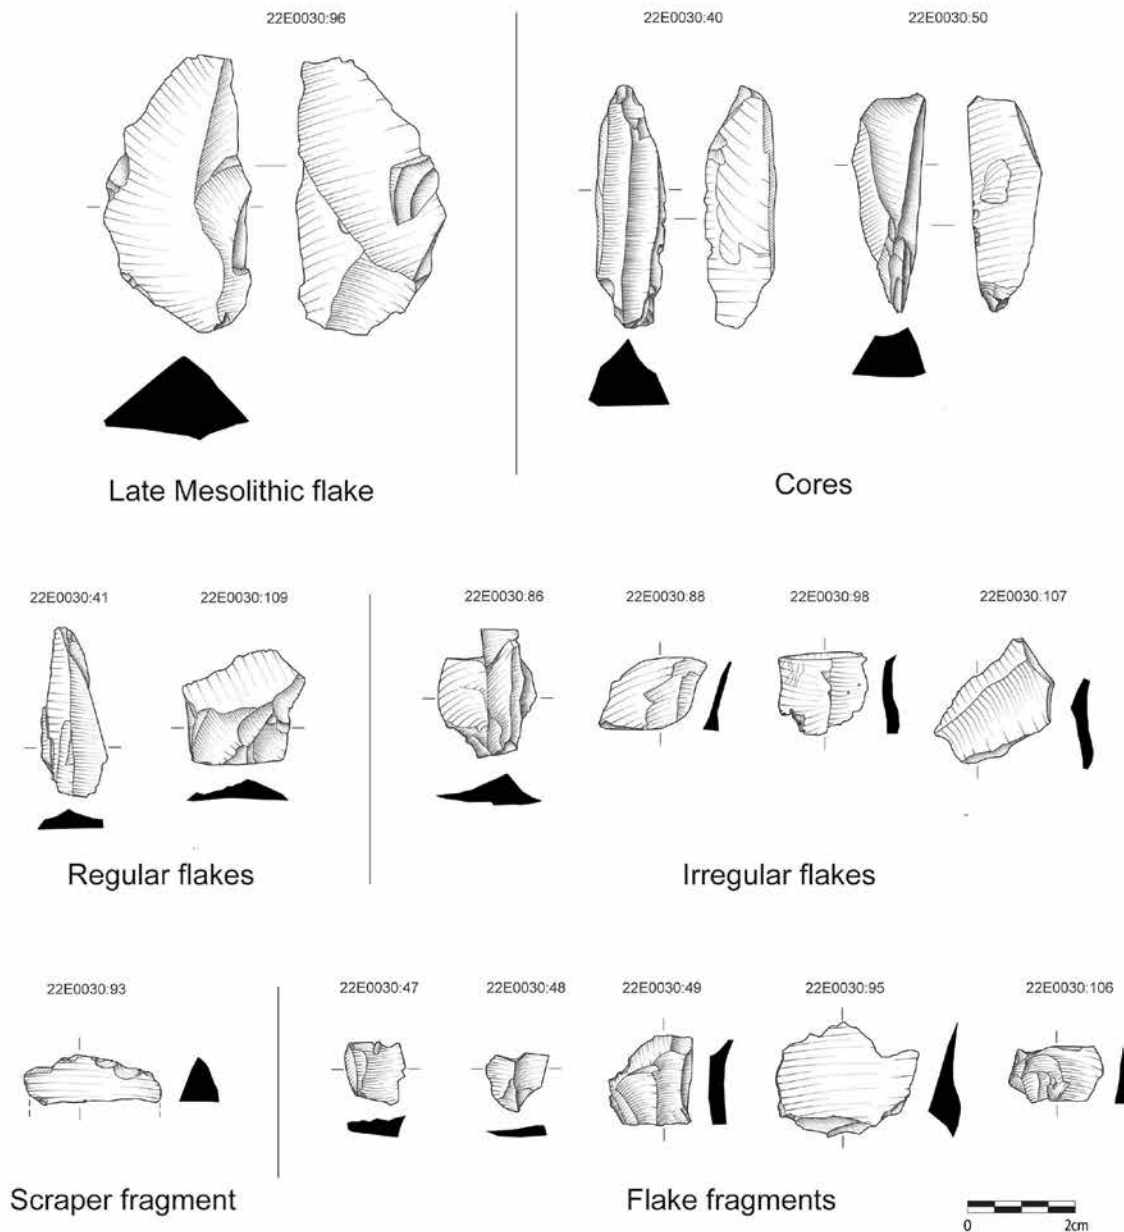 22E0030:96
22E0030:40
22E0030:50
Late Mesolithic flake
Cores
22E0030:41
22E0030:109
22E0030:86
22E0030:88
22E0030:98
22E0030:107
Regular flakes
Irregular flakes
22E0030:93
22E0030:47
22E0030:48
22E0030:49
22E0030:95
22E0030:106
Scraper fragment
Flake fragments
0
2cm